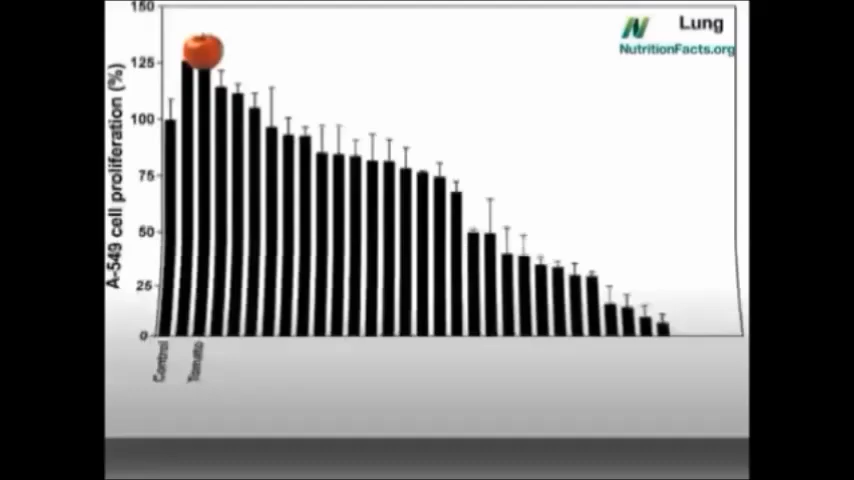 150
Lung
NutritionFacts.org
125
100
75
50
25
0
A-549 cell proliferation (%)
Control
Tomato